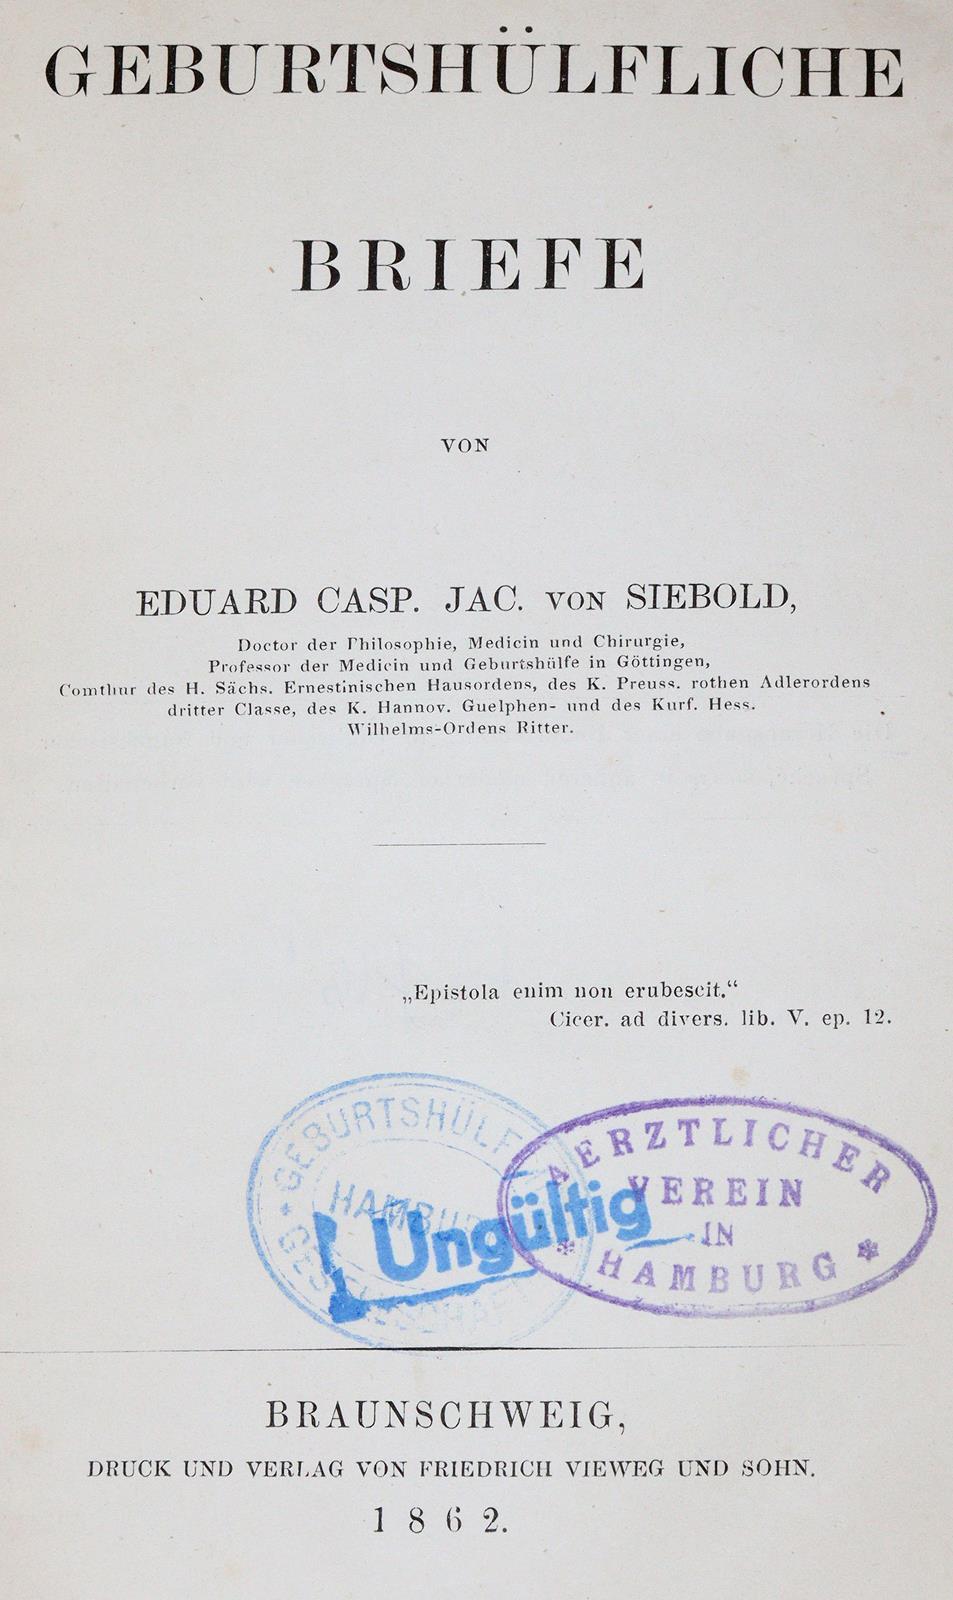 GEBURTSHÜLFLICHE
BRIEFE
VON
EDUARD CASP. JAC. VON SIEBOLD,
Doctor der Philosophie, Medicin und Chirurgie,
Professor der Medicin und Geburtshülfe in Göttingen,
Comthur des H. Sächs. Ernestinischen Hausordens, des K. Preuss. rothen Adlerordens
dritter Classe, des K. Hannov. Guelphen- und des Kurf. Hess.
Wilhelms-Ordens Ritter.
„Epistola enim non erubescit.“
Cicer. ad divers. lib. V. ep. 12.
Ungültig
AERZTLICHER
VEREIN
IN
* HAMBURG *
BRAUNSCHWEIG,
DRUCK UND VERLAG VON FRIEDRICH VIEWEG UND SOHN.
1862.